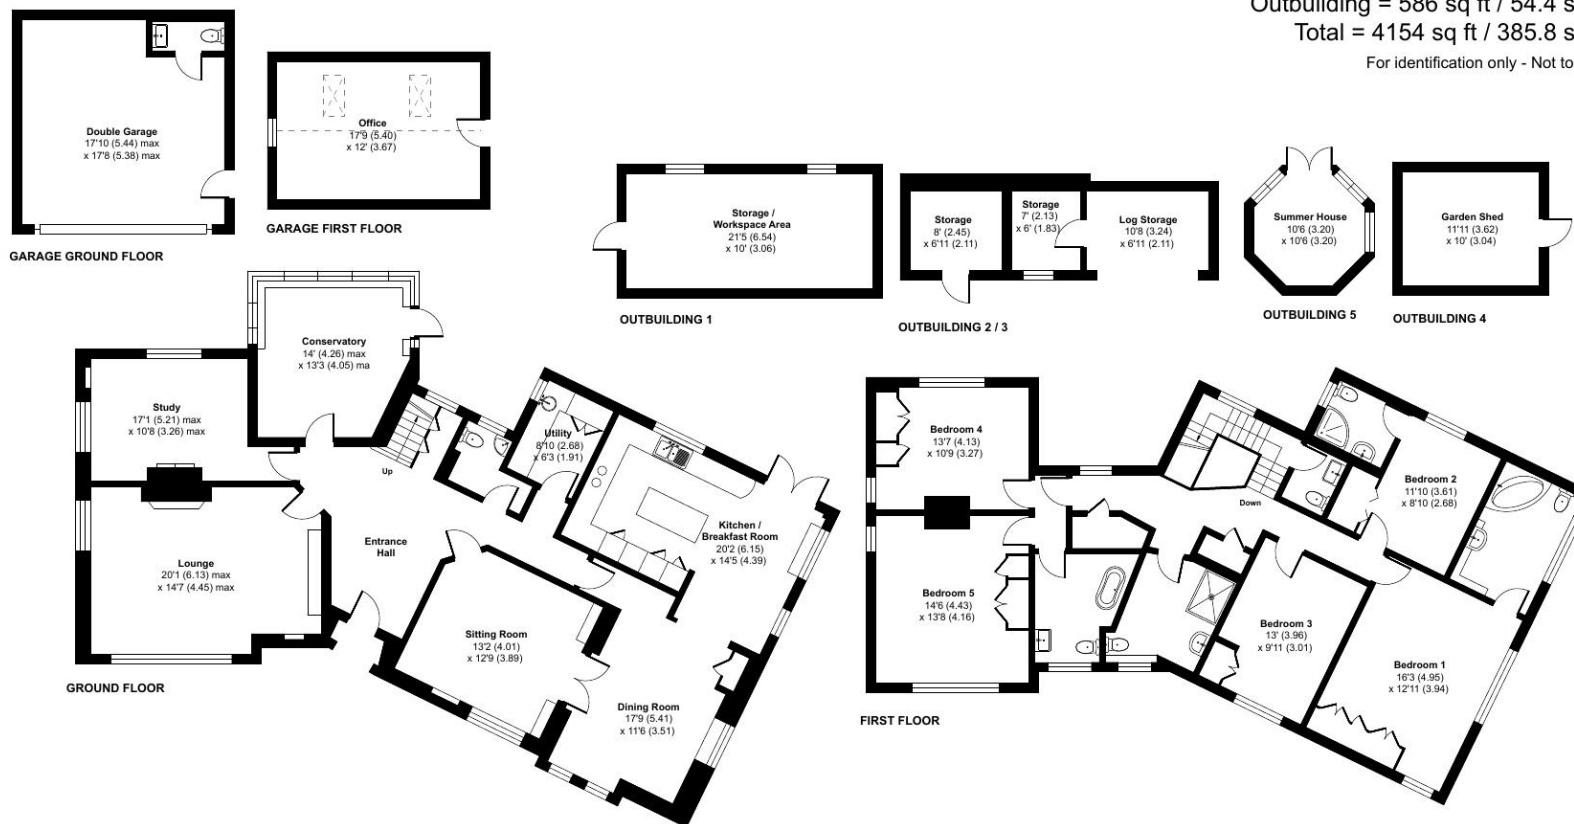 Outbuilding = 586 sq ft / 54.4 s
Total = 4154 sq ft / 385.8 s
For identification only - Not to
Double Garage
17'10 (5.44) max
x 17'8 (5.38) max
GARAGE GROUND FLOOR
Office
17'9 (5.40)
x 12' (3.67)
GARAGE FIRST FLOOR
Storage /
Workspace Area
21'5 (6.54)
x 10' (3.06)
OUTBUILDING 1
Storage
8' (2.45)
x 6'11 (2.11)
Storage
7' (2.13)
x 6' (1.83)
Log Storage
10'8 (3.24)
x 6'11 (2.11)
OUTBUILDING 2 / 3
Summer House
10'6 (3.20)
x 10'6 (3.20)
OUTBUILDING 5
Garden Shed
11'11 (3.62)
x 10' (3.04)
OUTBUILDING 4
Conservatory
14' (4.26) max
x 13'3 (4.05) ma
Study
17'1 (5.21) max
x 10'8 (3.26) max
Up
Utility
8'10 (2.68)
x 6'3 (1.91)
Kitchen /
Breakfast Room
20'2 (6.15)
x 14'5 (4.39)
Entrance
Hall
Lounge
20'1 (6.13) max
x 14'7 (4.45) max
Sitting Room
13'2 (4.01)
x 12'9 (3.89)
Dining Room
17'9 (5.41)
x 11'6 (3.51)
GROUND FLOOR
Bedroom 4
13'7 (4.13)
x 10'9 (3.27)
Down
Bedroom 2
11'10 (3.61)
x 8'10 (2.68)
Bedroom 5
14'6 (4.43)
x 13'8 (4.16)
Bedroom 3
13' (3.96)
x 9'11 (3.01)
Bedroom 1
16'3 (4.95)
x 12'11 (3.94)
FIRST FLOOR